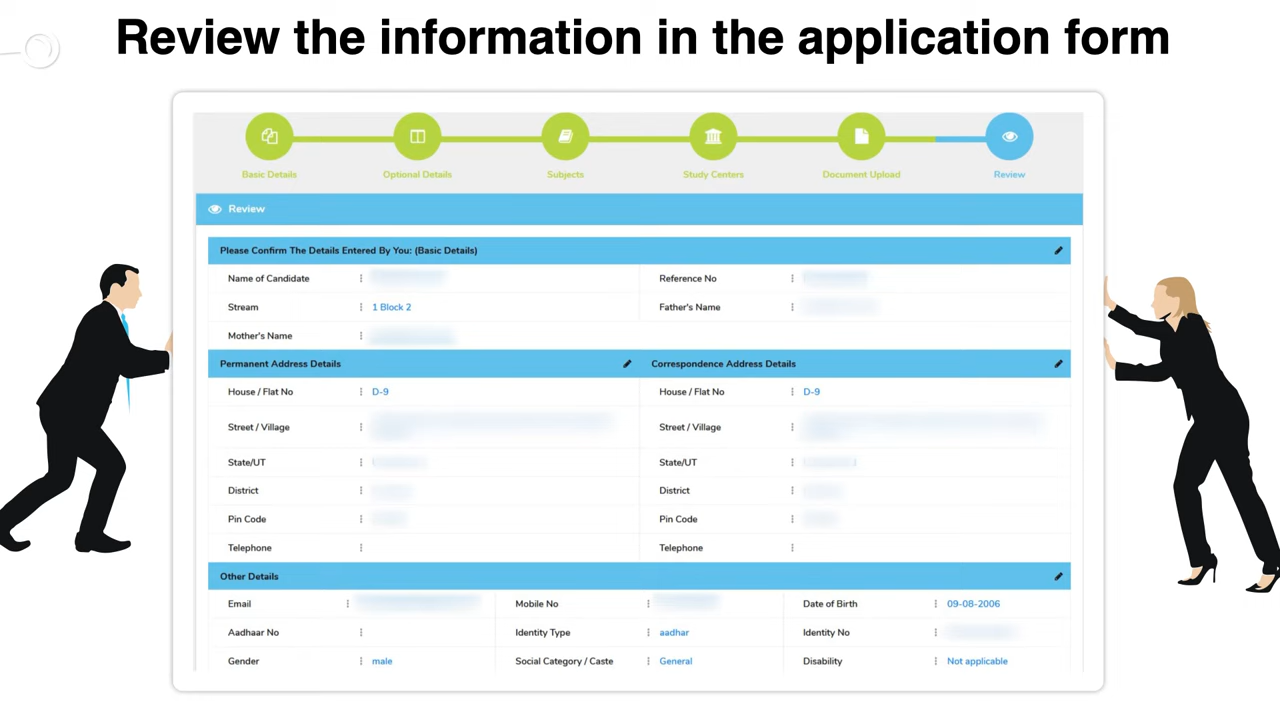 Review the information in the application form
Basic Details
Optional Details
Subjects
Study Centers
Document Upload
Review
Review
Please Confirm The Details Entered By You: (Basic Details)
Name of Candidate :
Reference No :
Stream : 1 Block 2
Father's Name :
Mother's Name :
Permanent Address Details
Correspondence Address Details
House / Flat No : D-9
House / Flat No : D-9
Street / Village :
Street / Village :
State/UT :
State/UT :
District :
District :
Pin Code :
Pin Code :
Telephone :
Telephone :
Other Details
Email :
Mobile No :
Date of Birth : 09-08-2006
Aadhaar No :
Identity Type : aadhar
Identity No :
Gender : male
Social Category / Caste : General
Disability : Not applicable